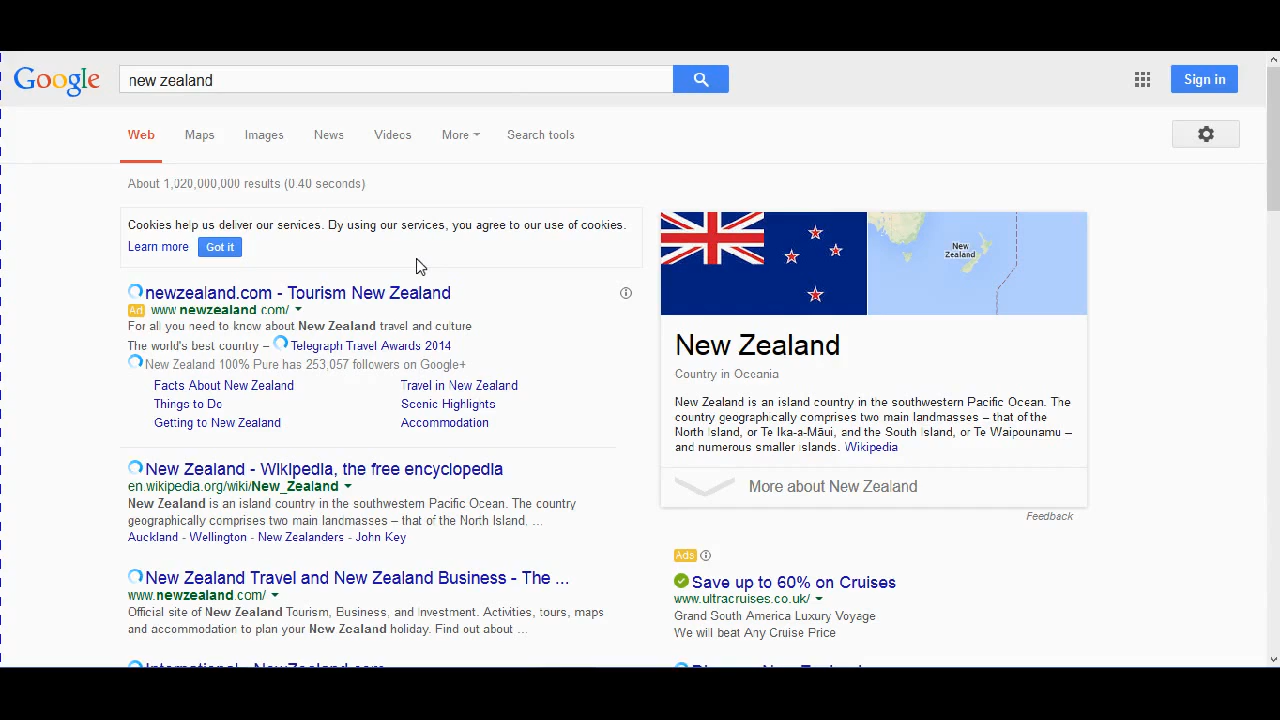 Google
new zealand
Sign in
Web Maps Images News Videos More Search tools
About 1,020,000,000 results (0.40 seconds)
Cookies help us deliver our services. By using our services, you agree to our use of cookies.
Learn more Got it
newzealand.com - Tourism New Zealand
Ad www.newzealand.com/
For all you need to know about New Zealand travel and culture
The world's best country – Telegraph Travel Awards 2014
New Zealand 100% Pure has 253,057 followers on Google+
Facts About New Zealand Travel in New Zealand
Things to Do Scenic Highlights
Getting to New Zealand Accommodation
New Zealand - Wikipedia, the free encyclopedia
en.wikipedia.org/wiki/New_Zealand
New Zealand is an island country in the southwestern Pacific Ocean. The
country geographically comprises two main landmasses – that of the North Island, ...
Auckland - Wellington - New Zealanders - John Key
New Zealand Travel and New Zealand Business - The ...
www.newzealand.com/
Official site of New Zealand Tourism, Business, and Investment. Activities, tours, maps
and accommodation to plan your New Zealand holiday. Find out about ...
International - NewZealand.com
New
Zealand
New Zealand
Country in Oceania
New Zealand is an island country in the southwestern Pacific Ocean. The
country geographically comprises two main landmasses – that of the
North Island, or Te Ika-a-Māui, and the South Island, or Te Waipounamu –
and numerous smaller islands. Wikipedia
More about New Zealand
Feedback
Ads
Save up to 60% on Cruises
www.ultracruises.co.uk/
Grand South America Luxury Voyage
We will beat Any Cruise Price